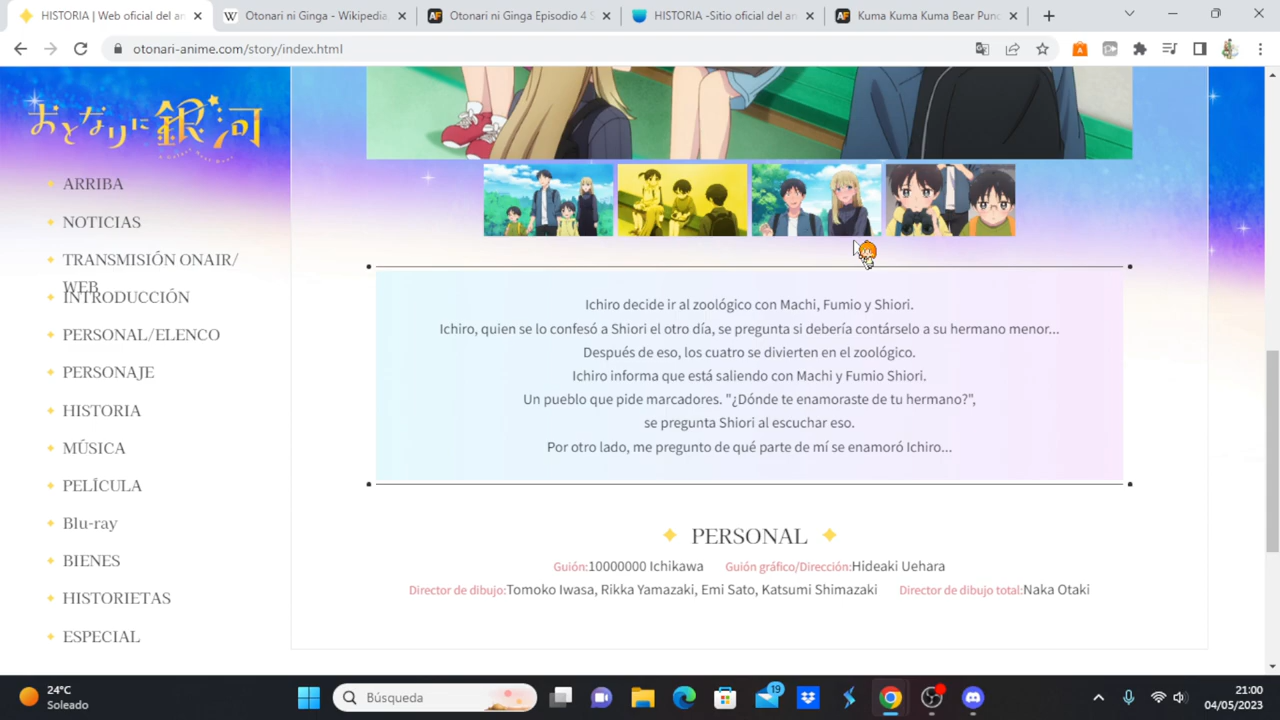 HISTORIA | Web oficial del an
Otonari ni Ginga - Wikipedia
Otonari ni Ginga Episodio 4 S
HISTORIA -Sitio oficial del an
Kuma Kuma Kuma Bear Punc
otonari-anime.com/story/index.html
おとなりに銀河
ARRIBA
NOTICIAS
TRANSMISIÓN ONAIR/
WEB
INTRODUCCIÓN
PERSONAL/ELENCO
PERSONAJE
HISTORIA
MÚSICA
PELÍCULA
Blu-ray
BIENES
HISTORIETAS
ESPECIAL
Ichiro decide ir al zoológico con Machi, Fumio y Shiori.
Ichiro, quien se lo confesó a Shiori el otro día, se pregunta si debería contárselo a su hermano menor...
Después de eso, los cuatro se divierten en el zoológico.
Ichiro informa que está saliendo con Machi y Fumio Shiori.
Un pueblo que pide marcadores. "¿Dónde te enamoraste de tu hermano?",
se pregunta Shiori al escuchar eso.
Por otro lado, me pregunto de qué parte de mí se enamoró Ichiro...
PERSONAL
Guión:10000000 Ichikawa Guión gráfico/Dirección:Hideaki Uehara
Director de dibujo:Tomoko Iwasa, Rikka Yamazaki, Emi Sato, Katsumi Shimazaki Director de dibujo total:Naka Otaki
24°C
Soleado
Búsqueda
19
21:00
04/05/2023